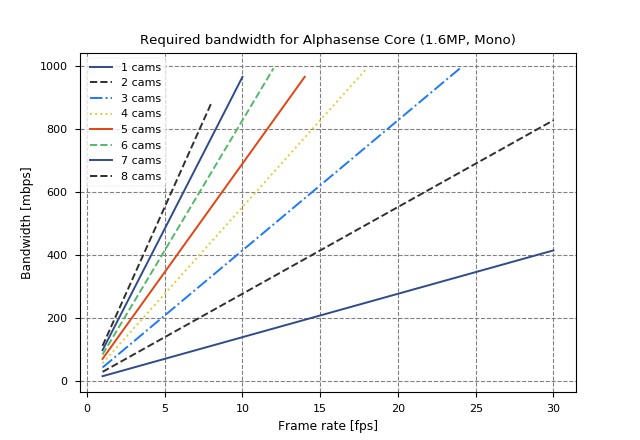 Required bandwidth for Alphasense Core (1.6MP, Mono)
1 cams
2 cams
3 cams
4 cams
5 cams
6 cams
7 cams
8 cams
Bandwidth [mbps]
1000
800
600
400
200
0
0 5 10 15 20 25 30
Frame rate [fps]